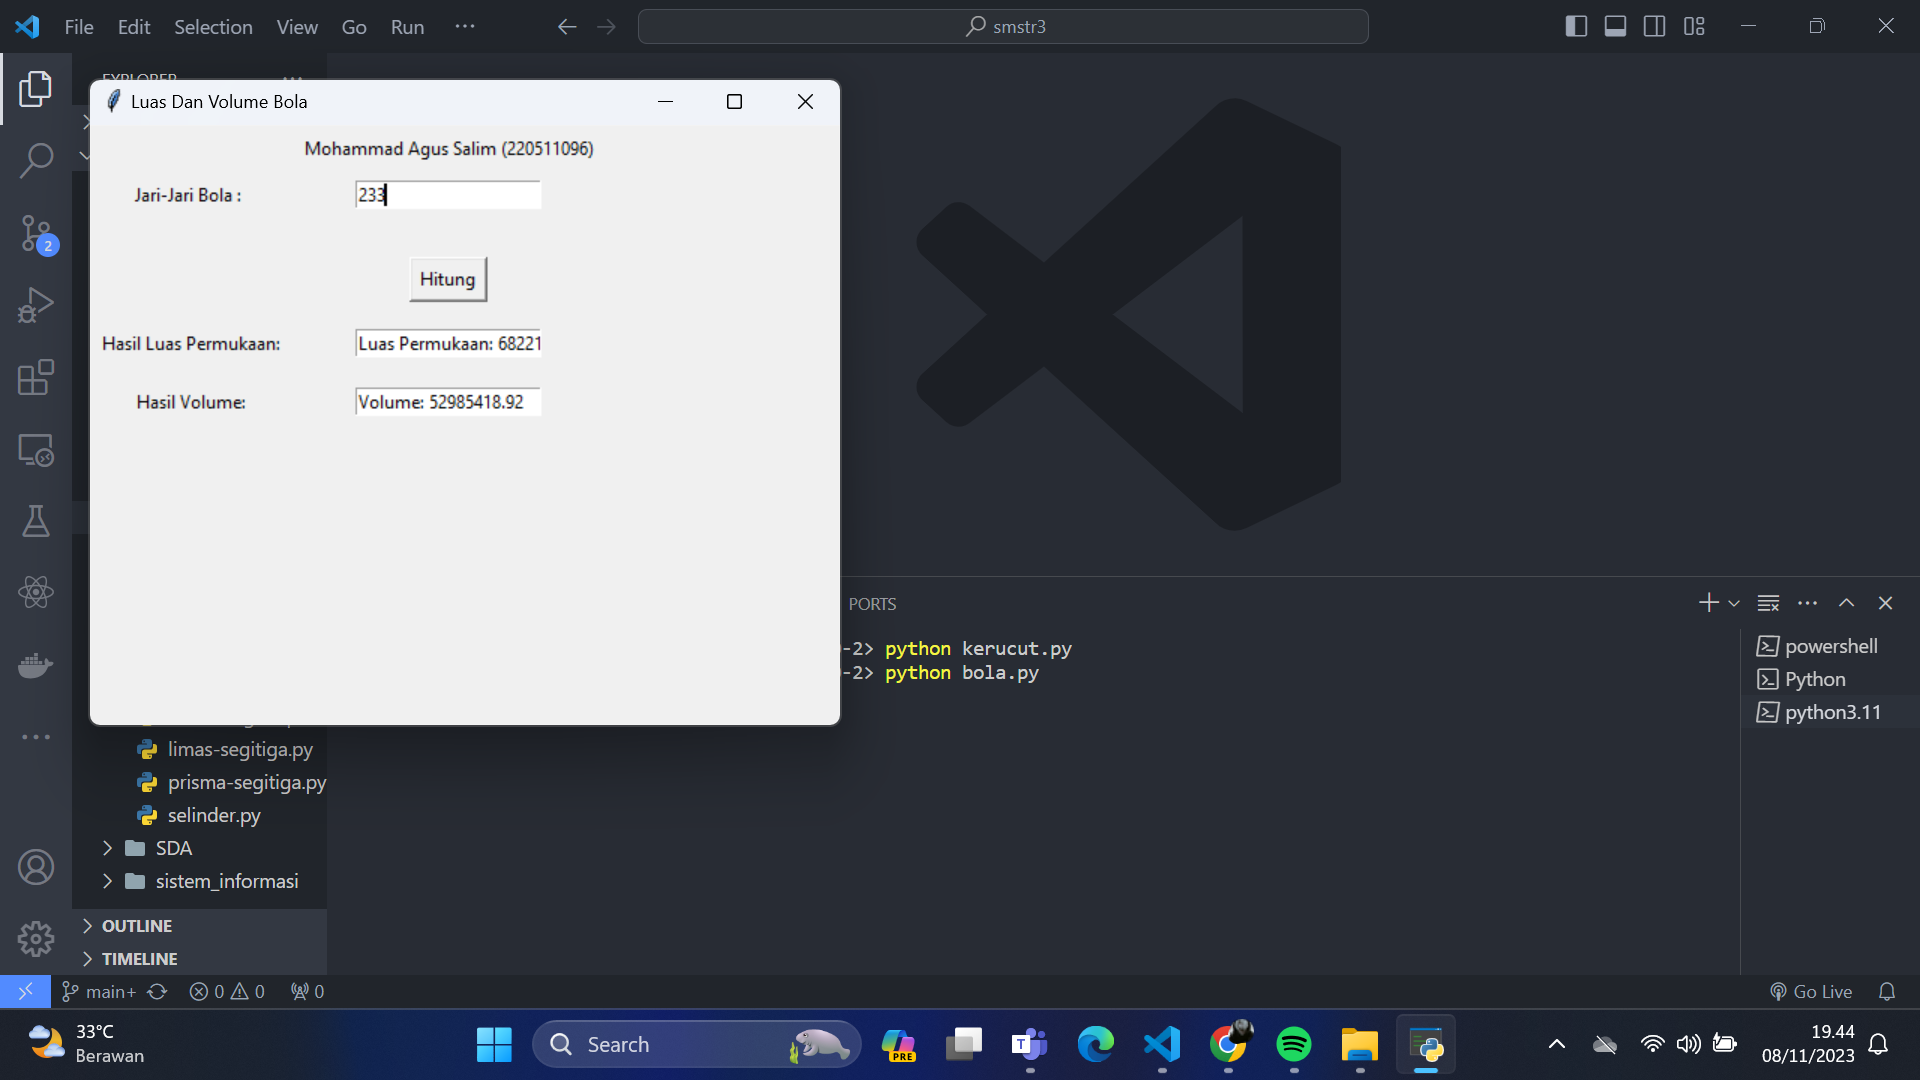 File Edit Selection View Go Run ···
smstr3
Luas Dan Volume Bola
Mohammad Agus Salim (220511096)
Jari-Jari Bola :
233
Hitung
Hasil Luas Permukaan:
Luas Permukaan: 68221
Hasil Volume:
Volume: 52985418.92
2
PORTS
-2> python kerucut.py
-2> python bola.py
powershell
Python
python3.11
limas-segitiga.py
prisma-segitiga.py
selinder.py
SDA
sistem_informasi
OUTLINE
TIMELINE
main+ 0 0 0
Go Live
33°C
Berawan
Search
PRE
T
19.44
08/11/2023